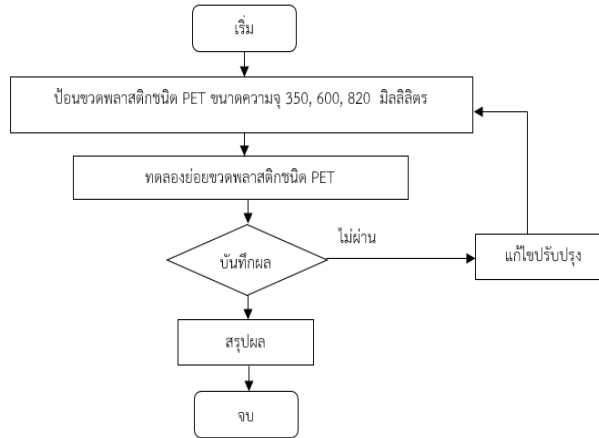 เริ่ม
ป้อนขวดพลาสติกชนิด PET ขนาดความจุ 350, 600, 820 มิลลิลิตร
ทดลองย่อยขวดพลาสติกชนิด PET
ไม่ผ่าน
บันทึกผล
แก้ไขปรับปรุง
สรุปผล
จบ